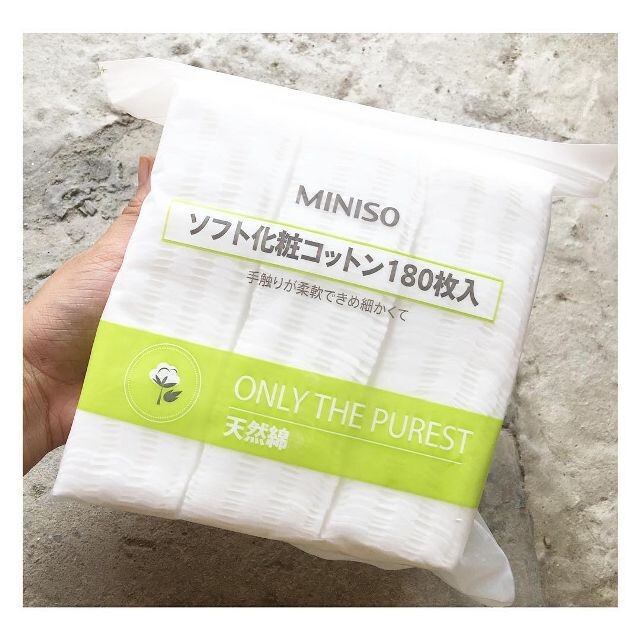 MINISO
ソフト化粧コットン180枚入
手触りが柔軟できめ細かくて
ONLY THE PUREST
天然綿